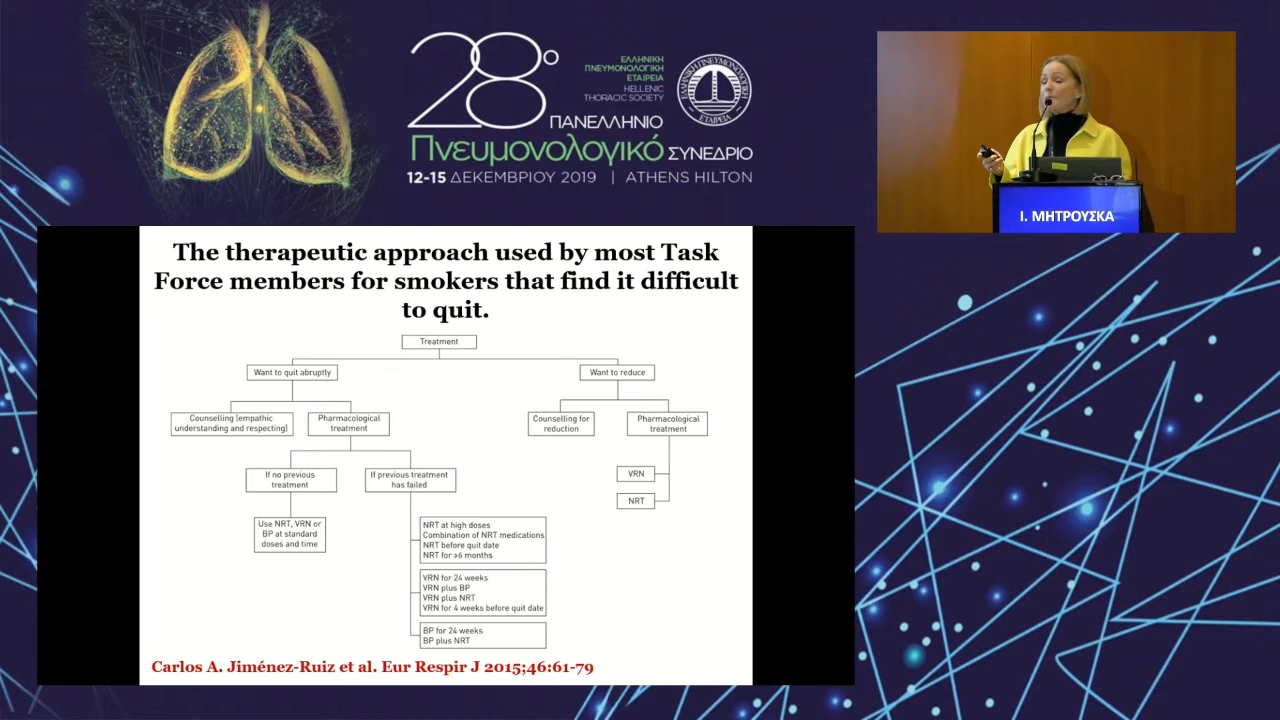 28ο
ΕΛΛΗΝΙΚΗ
ΠΝΕΥΜΟΝΟΛΟΓΙΚΗ
ΕΤΑΙΡΕΙΑ
HELLENIC
THORACIC SOCIETY
ΕΛΛΗΝΙΚΗ ΠΝΕΥΜΟΝΟΛΟΓΙΚΗ
ΕΤΑΙΡΕΙΑ
ΠΑΝΕΛΛΗΝΙΟ
Πνευμονολογικό ΣΥΝΕΔΡΙΟ
12-15 ΔΕΚΕΜΒΡΙΟΥ 2019 | ATHENS HILTON
Ι. ΜΗΤΡΟΥΣΚΑ
The therapeutic approach used by most Task
Force members for smokers that find it difficult
to quit.
Treatment
Want to quit abruptly
Want to reduce
Counselling (empathic
understanding and respecting)
Pharmacological
treatment
Counselling for
reduction
Pharmacological
treatment
If no previous
treatment
If previous treatment
has failed
VRN
NRT
Use NRT, VRN or
BP at standard
doses and time
NRT at high doses
Combination of NRT medications
NRT before quit date
NRT for >6 months
VRN for 24 weeks
VRN plus BP
VRN plus NRT
VRN for 4 weeks before quit date
BP for 24 weeks
BP plus NRT
Carlos A. Jiménez-Ruiz et al. Eur Respir J 2015;46:61-79